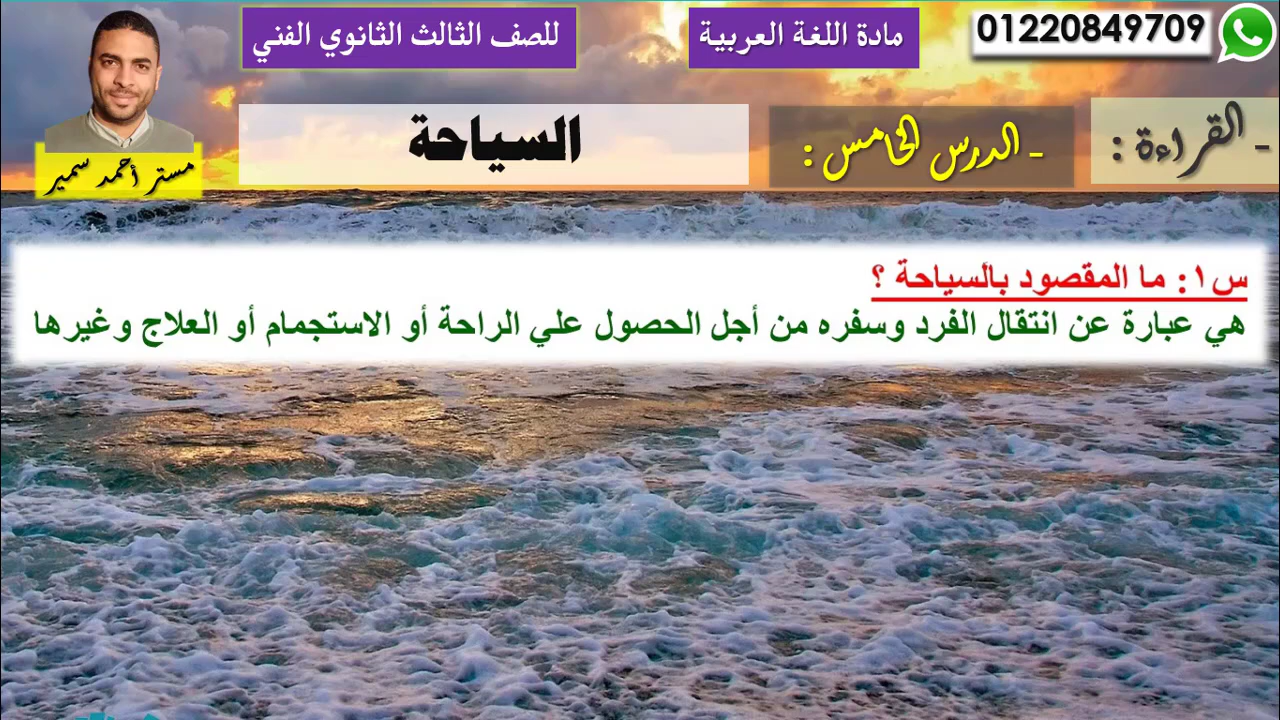 01220849709
مادة اللغة العربية
للصف الثالث الثانوي الفني
- القراءة :
- الدرس الخامس :
السياحة
مستر أحمد سمير
س١: ما المقصود بالسياحة ؟
هي عبارة عن انتقال الفرد وسفره من أجل الحصول علي الراحة أو الاستجمام أو العلاج وغيرها